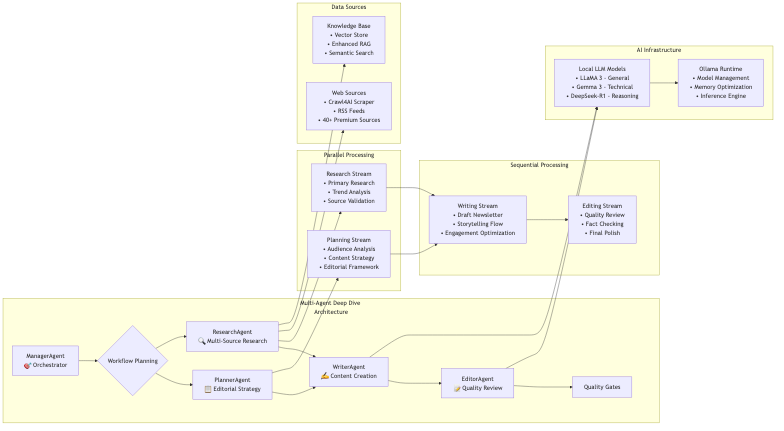 Data Sources
Knowledge Base
• Vector Store
• Enhanced RAG
• Semantic Search
Web Sources
• Crawl4AI Scraper
• RSS Feeds
• 40+ Premium Sources
AI Infrastructure
Local LLM Models
• LLaMA 3 - General
• Gemma 3 - Technical
• DeepSeek-R1 - Reasoning
Ollama Runtime
• Model Management
• Memory Optimization
• Inference Engine
Parallel Processing
Research Stream
• Primary Research
• Trend Analysis
• Source Validation
Planning Stream
• Audience Analysis
• Content Strategy
• Editorial Framework
Sequential Processing
Writing Stream
• Draft Newsletter
• Storytelling Flow
• Engagement Optimization
Editing Stream
• Quality Review
• Fact Checking
• Final Polish
Multi-Agent Deep Dive
Architecture
ManagerAgent
🎯 Orchestrator
Workflow Planning
ResearchAgent
🔍 Multi-Source Research
PlannerAgent
📋 Editorial Strategy
WriterAgent
✍️ Content Creation
EditorAgent
📝 Quality Review
Quality Gates